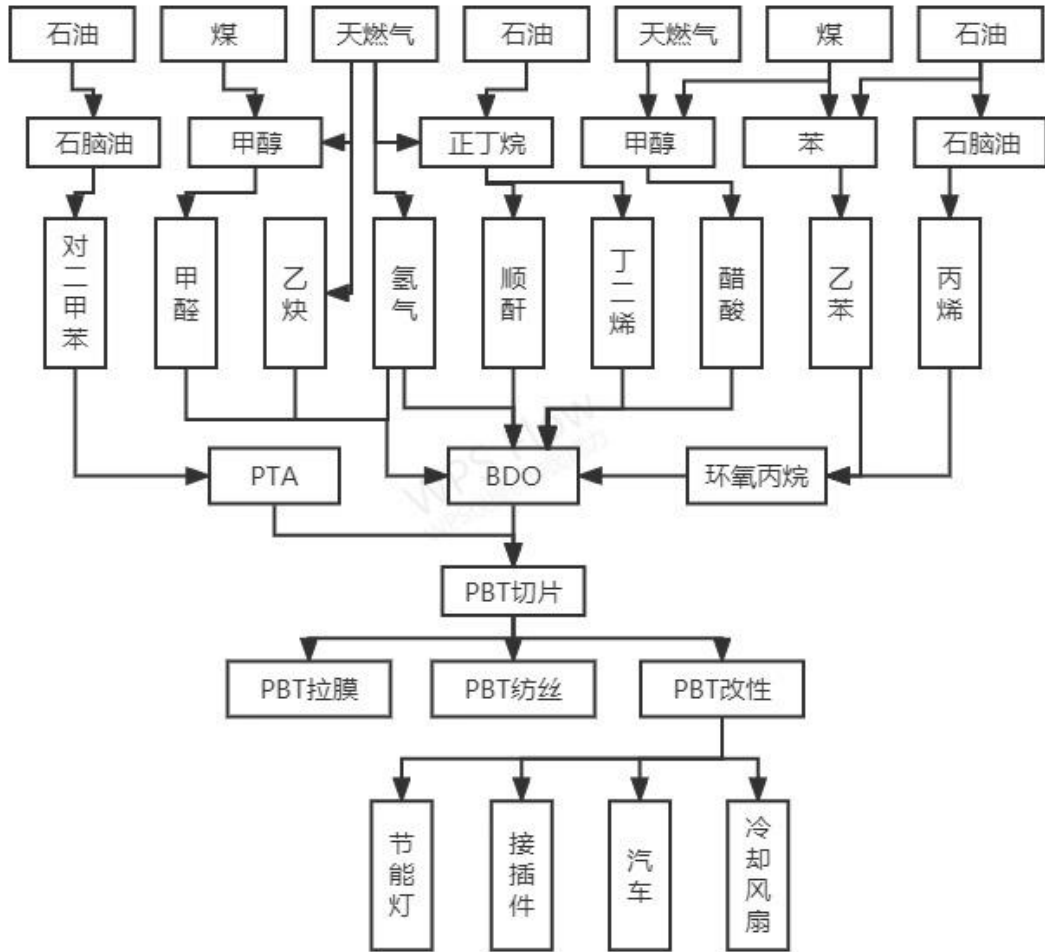 石油
煤
天燃气
石油
天燃气
煤
石油
石脑油
甲醇
正丁烷
甲醇
苯
石脑油
对二甲苯
甲醛
乙炔
氢气
顺酐
丁二烯
醋酸
乙苯
丙烯
PTA
BDO
环氧丙烷
PBT切片
PBT拉膜
PBT纺丝
PBT改性
节能灯
接插件
汽车
冷却风扇